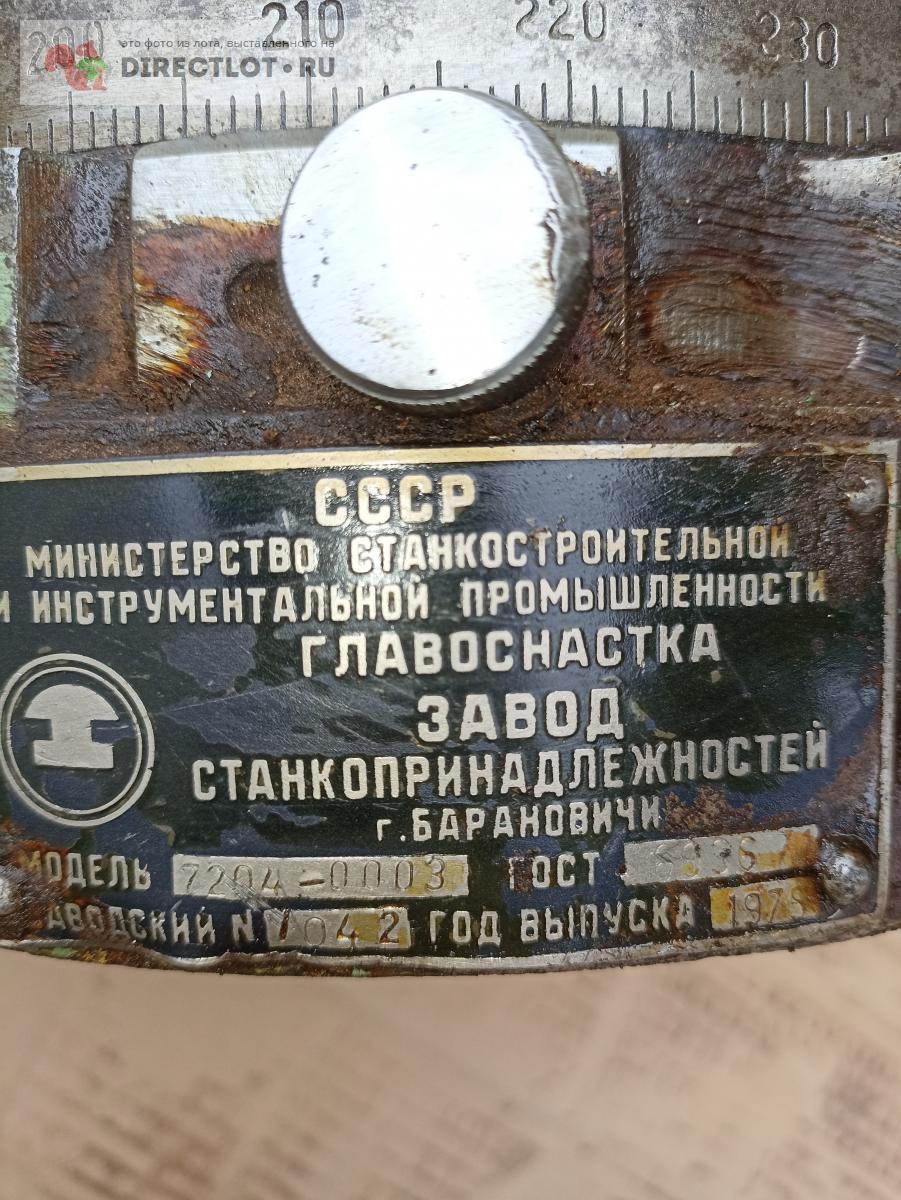 200 210 220 230
это фото из лота, выставленного на
DIRECTLOT.RU
СССР
МИНИСТЕРСТВО СТАНКОСТРОИТЕЛЬНОЙ
И ИНСТРУМЕНТАЛЬНОЙ ПРОМЫШЛЕННОСТИ
ГЛАВОСНАСТКА
ЗАВОД
СТАНКОПРИНАДЛЕЖНОСТЕЙ
г. БАРАНОВИЧИ
МОДЕЛЬ 7204-0003 ГОСТ
АВОДСКИЙ N 042 ГОД ВЫПУСКА